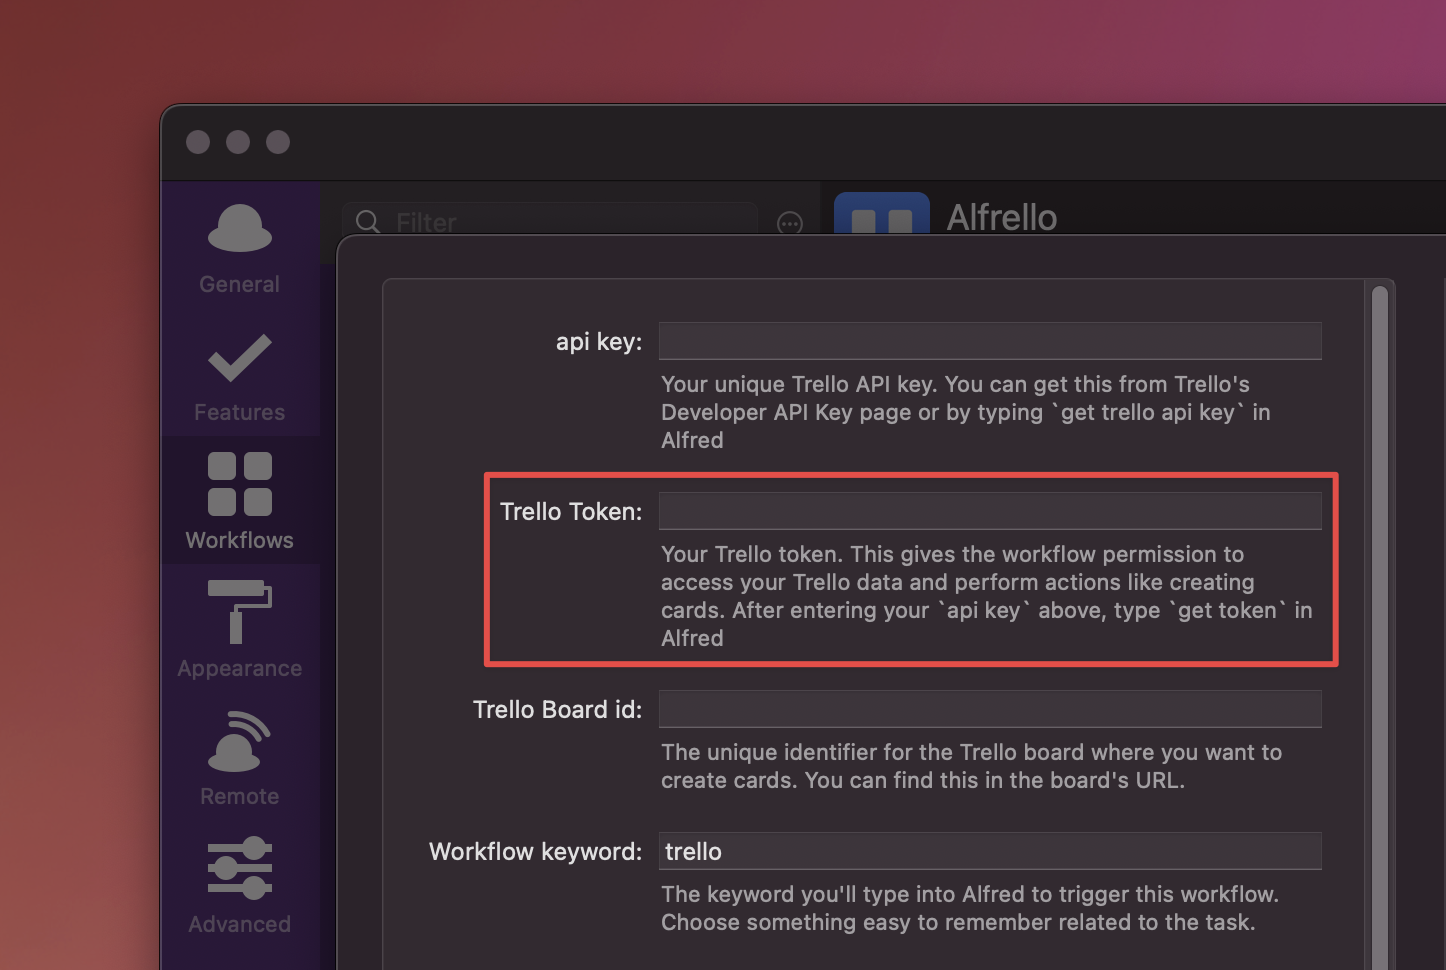 Filter
Alfrello
General
Features
Workflows
Appearance
Remote
Advanced
api key:
Your unique Trello API key. You can get this from Trello's
Developer API Key page or by typing `get trello api key` in
Alfred
Trello Token:
Your Trello token. This gives the workflow permission to
access your Trello data and perform actions like creating
cards. After entering your `api key` above, type `get token` in
Alfred
Trello Board id:
The unique identifier for the Trello board where you want to
create cards. You can find this in the board's URL.
Workflow keyword: trello
The keyword you'll type into Alfred to trigger this workflow.
Choose something easy to remember related to the task.